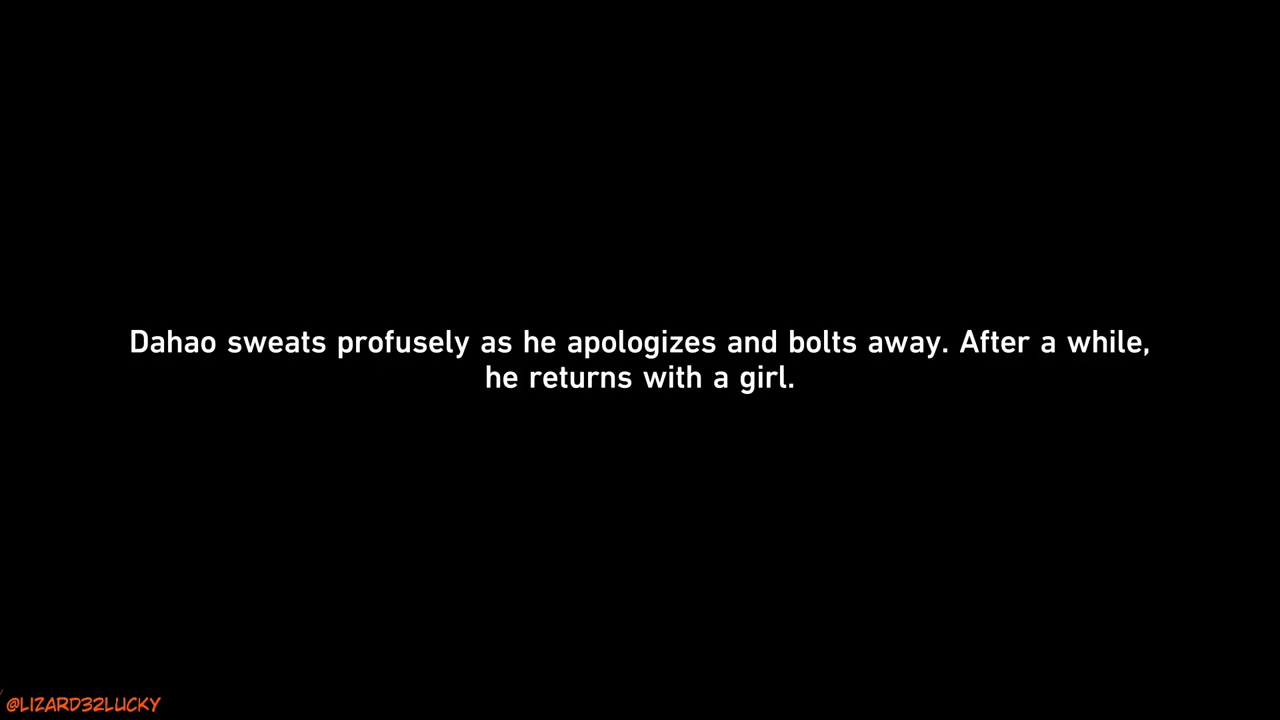 Dahao sweats profusely as he apologizes and bolts away. After a while,
he returns with a girl.
@LIZARD32LUCKY